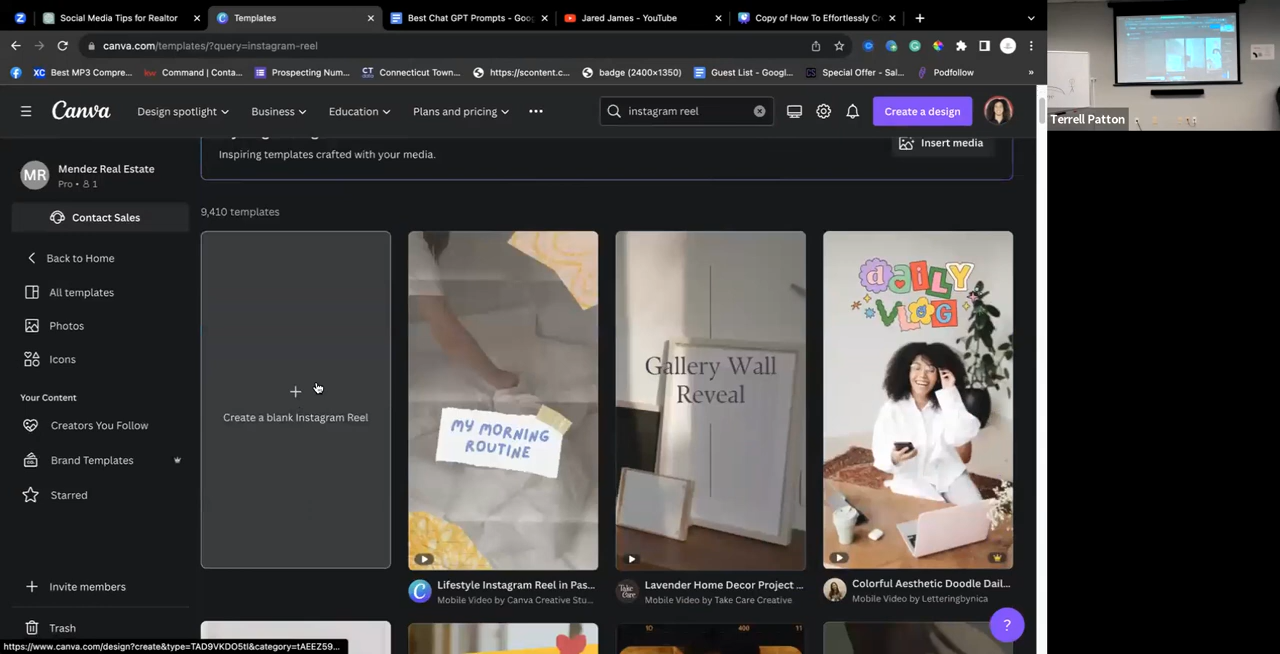 Social Media Tips for Realtor
Templates
Best Chat GPT Prompts - Goo
Jared James - YouTube
Copy of How To Effortlessly C
canva.com/templates/?query=instagram-reel
Best MP3 Compre...
Command | Conta...
Prospecting Num...
Connecticut Town...
https://scontent.c...
badge (2400×1350)
Guest List - Googl...
Special Offer - Sal...
Podfollow
Canva
Design spotlight
Business
Education
Plans and pricing
instagram reel
Create a design
Terrell Patton
Inspiring templates crafted with your media.
Insert media
MR
Mendez Real Estate
Pro • 1
Contact Sales
9,410 templates
Back to Home
All templates
Photos
Icons
Your Content
Creators You Follow
Brand Templates
Starred
Invite members
Trash
Create a blank Instagram Reel
MY MORNING
ROUTINE
Gallery Wall
Reveal
daily
VLOG
Lifestyle Instagram Reel in Pas...
Mobile Video by Canva Creative Stu...
Take
Care
Lavender Home Decor Project ...
Mobile Video by Take Care Creative
Colorful Aesthetic Doodle Dail...
Mobile Video by Letteringbynica
10
400
11
?
https://www.canva.com/design?create&type=TAD9VKDO5tI&category=tAEEZ59...